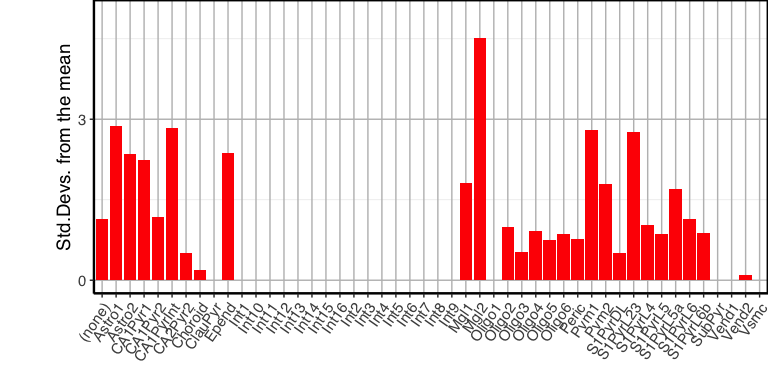 Std.Devs. from the mean
3
0
(none)
Astro1
Astro2
CA1Pyr1
CA1Pyr2
CA1PyrInt
CA2Pyr2
Choroid
ClauPyr
Epend
Int1
Int10
Int11
Int12
Int13
Int14
Int15
Int16
Int2
Int3
Int4
Int5
Int6
Int7
Int8
Int9
Mgl1
Mgl2
Oligo1
Oligo2
Oligo3
Oligo4
Oligo5
Oligo6
Peric
Pvm1
Pvm2
S1PyrDL
S1PyrL23
S1PyrL4
S1PyrL5
S1PyrL5a
S1PyrL6
S1PyrL6b
SubPyr
Vend1
Vend2
Vsmc